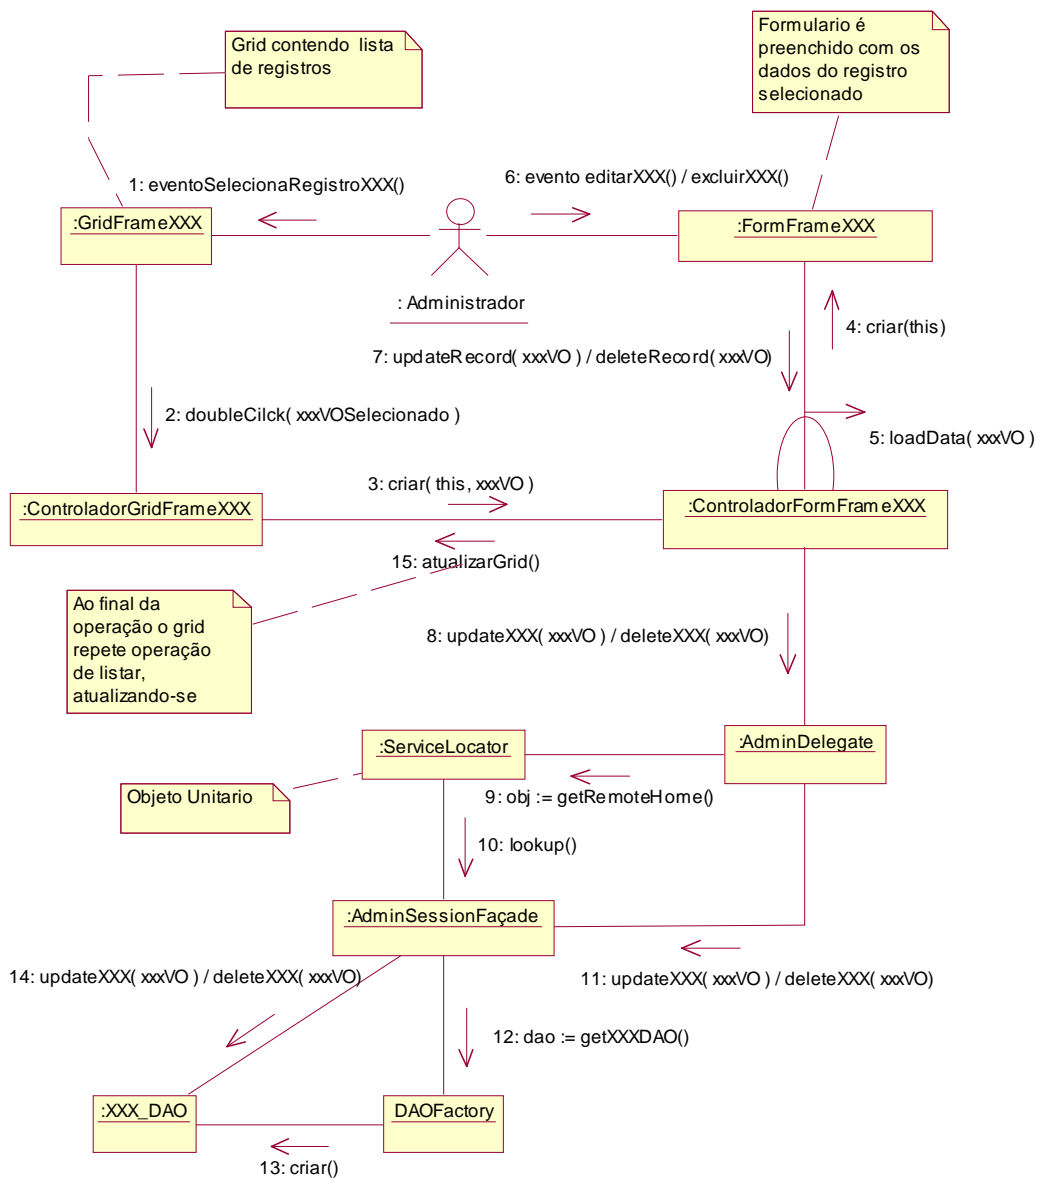 Formulario é
preenchido com os
dados do registro
selecionado
Grid contendo lista
de registros
1: eventoSelecionaRegistroXXX()
6: evento editarXXX() / excluirXXX()
:GridFrameXXX
:FormFrameXXX
: Administrador
4: criar(this)
7: updateRecord( xxxVO ) / deleteRecord( xxxVO)
2: doubleCilck( xxxVOSelecionado )
5: loadData( xxxVO )
3: criar( this, xxxVO )
:ControladorGridFrameXXX
:ControladorFormFrameXXX
15: atualizarGrid()
Ao final da
operação o grid
repete operação
de listar,
atualizando-se
8: updateXXX( xxxVO ) / deleteXXX( xxxVO)
:ServiceLocator
:AdminDelegate
Objeto Unitario
9: obj := getRemoteHome()
10: lookup()
:AdminSessionFaçade
14: updateXXX( xxxVO ) / deleteXXX( xxxVO)
11: updateXXX( xxxVO ) / deleteXXX( xxxVO)
12: dao := getXXXDAO()
:XXX_DAO
DAOFactory
13: criar()